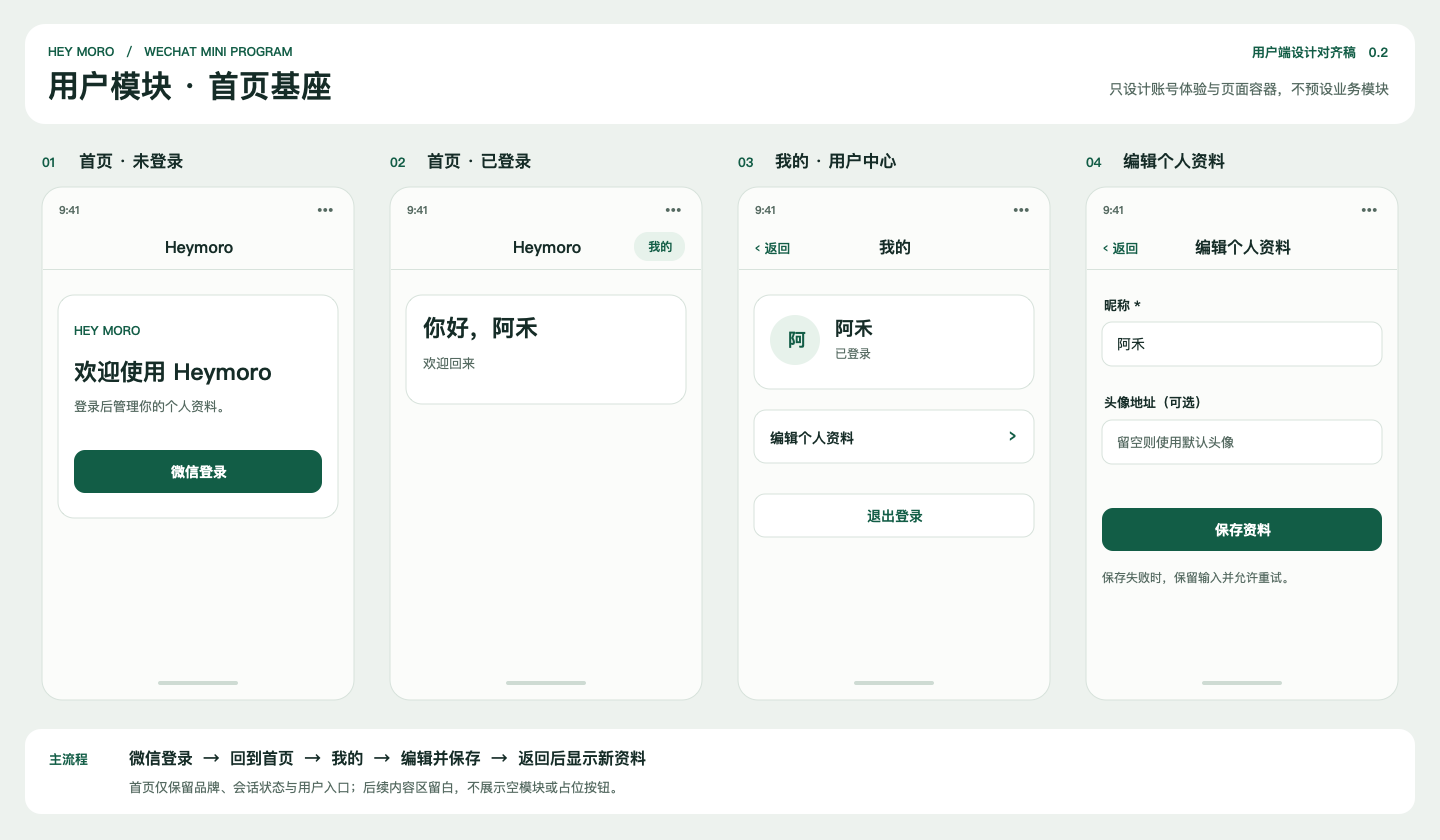 HEY MORO / WECHAT MINI PROGRAM
用户模块 · 首页基座
用户端设计对齐稿 0.2
只设计账号体验与页面容器，不预设业务模块
01 首页 · 未登录
9:41 •••
Heymoro
HEY MORO
欢迎使用 Heymoro
登录后管理你的个人资料。
微信登录
02 首页 · 已登录
9:41 •••
Heymoro 我的
你好，阿禾
欢迎回来
03 我的 · 用户中心
9:41 •••
‹ 返回 我的
阿
阿禾
已登录
编辑个人资料 ›
退出登录
04 编辑个人资料
9:41 •••
‹ 返回 编辑个人资料
昵称 *
阿禾
头像地址（可选）
留空则使用默认头像
保存资料
保存失败时，保留输入并允许重试。
主流程 微信登录 → 回到首页 → 我的 → 编辑并保存 → 返回后显示新资料
首页仅保留品牌、会话状态与用户入口；后续内容区留白，不展示空模块或占位按钮。